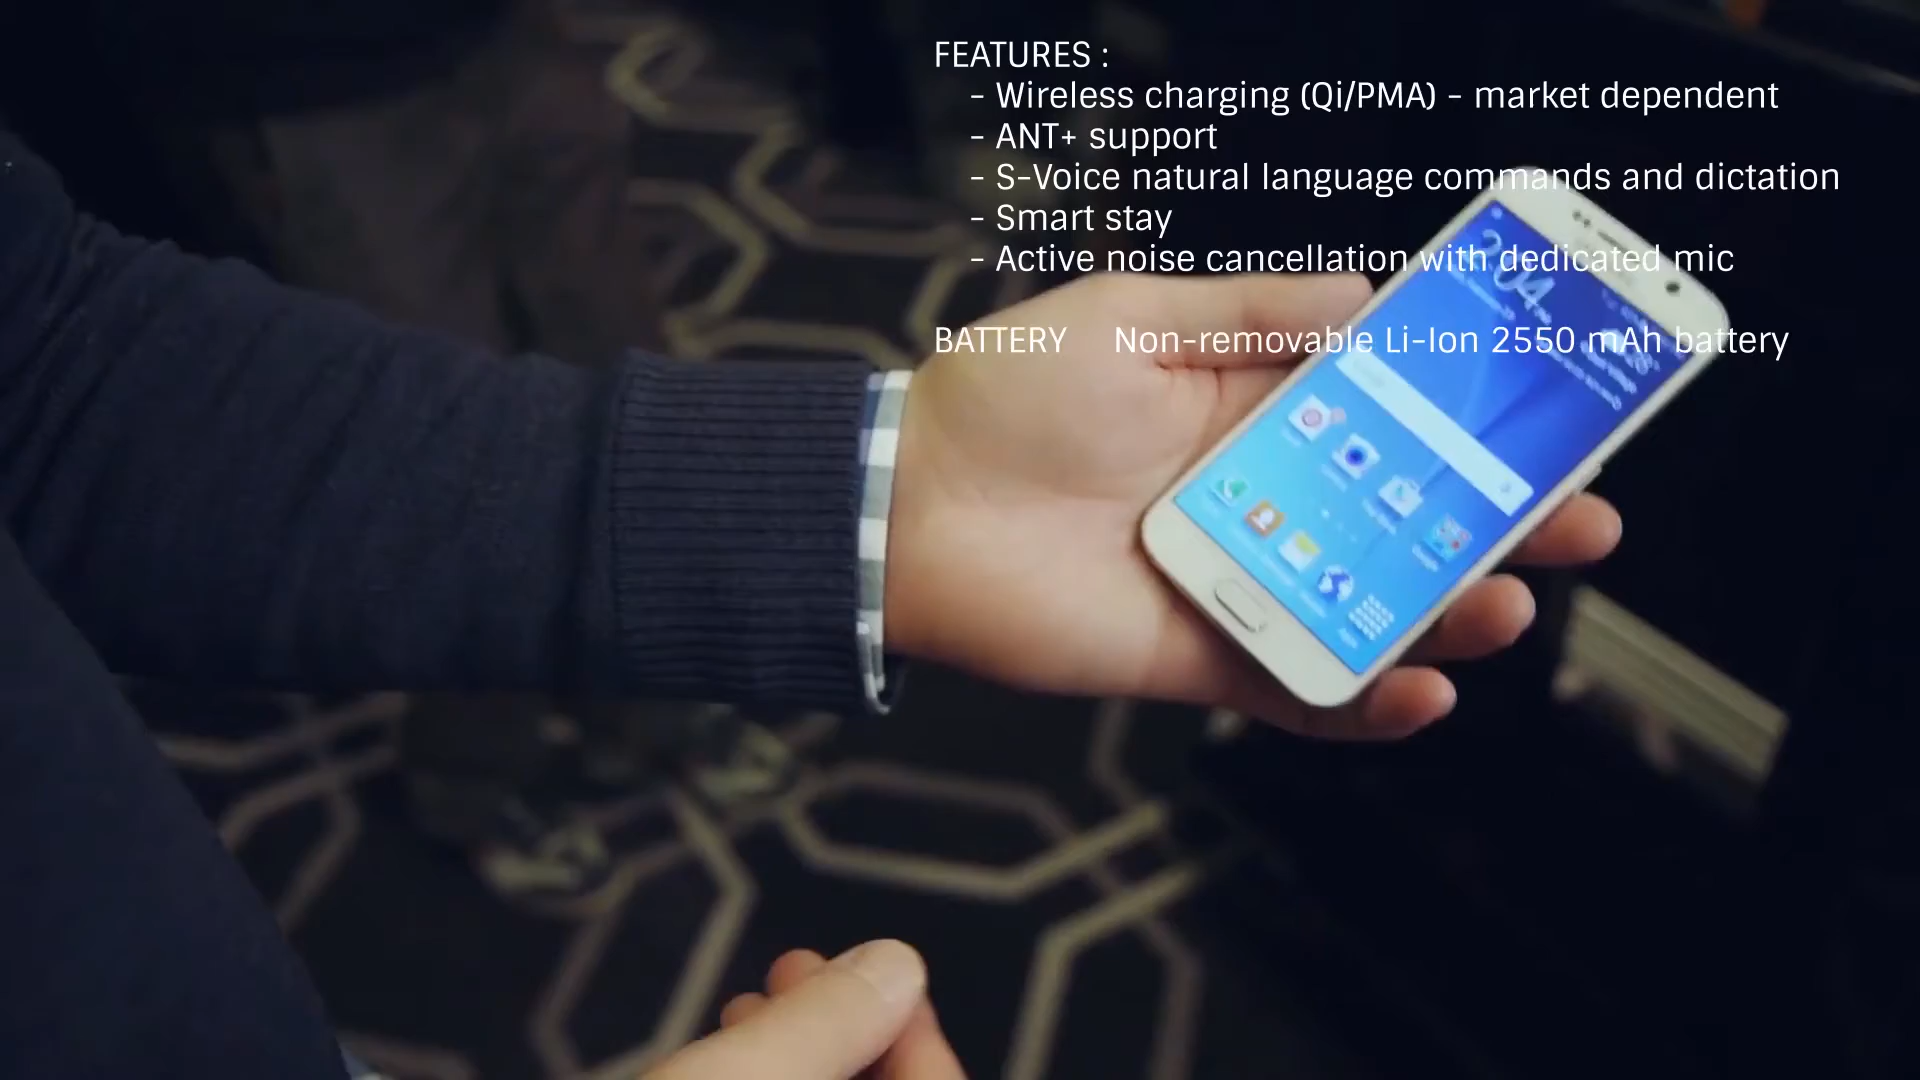 FEATURES :
- Wireless charging (Qi/PMA) - market dependent
- ANT+ support
- S-Voice natural language commands and dictation
- Smart stay
- Active noise cancellation with dedicated mic
BATTERY Non-removable Li-Ion 2550 mAh battery